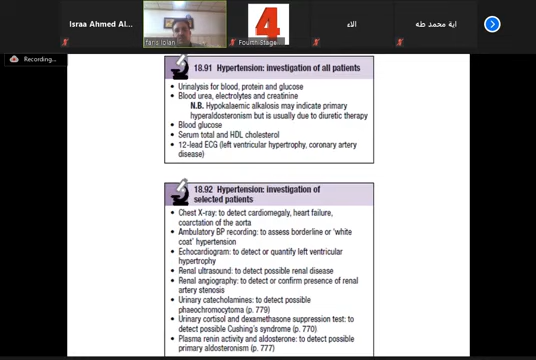 Israa Ahmed Al...
faris lolan
4
Fourth Stage
الاء
اية محمد طه
Recording...
18.91 Hypertension: investigation of all patients
• Urinalysis for blood, protein and glucose
• Blood urea, electrolytes and creatinine
N.B. Hypokalaemic alkalosis may indicate primary
hyperaldosteronism but is usually due to diuretic therapy
• Blood glucose
• Serum total and HDL cholesterol
• 12-lead ECG (left ventricular hypertrophy, coronary artery
disease)
18.92 Hypertension: investigation of
selected patients
• Chest X-ray: to detect cardiomegaly, heart failure,
coarctation of the aorta
• Ambulatory BP recording: to assess borderline or ‘white
coat’ hypertension
• Echocardiogram: to detect or quantify left ventricular
hypertrophy
• Renal ultrasound: to detect possible renal disease
• Renal angiography: to detect or confirm presence of renal
artery stenosis
• Urinary catecholamines: to detect possible
phaeochromocytoma (p. 779)
• Urinary cortisol and dexamethasone suppression test: to
detect possible Cushing’s syndrome (p. 770)
• Plasma renin activity and aldosterone: to detect possible
primary aldosteronism (p. 777)